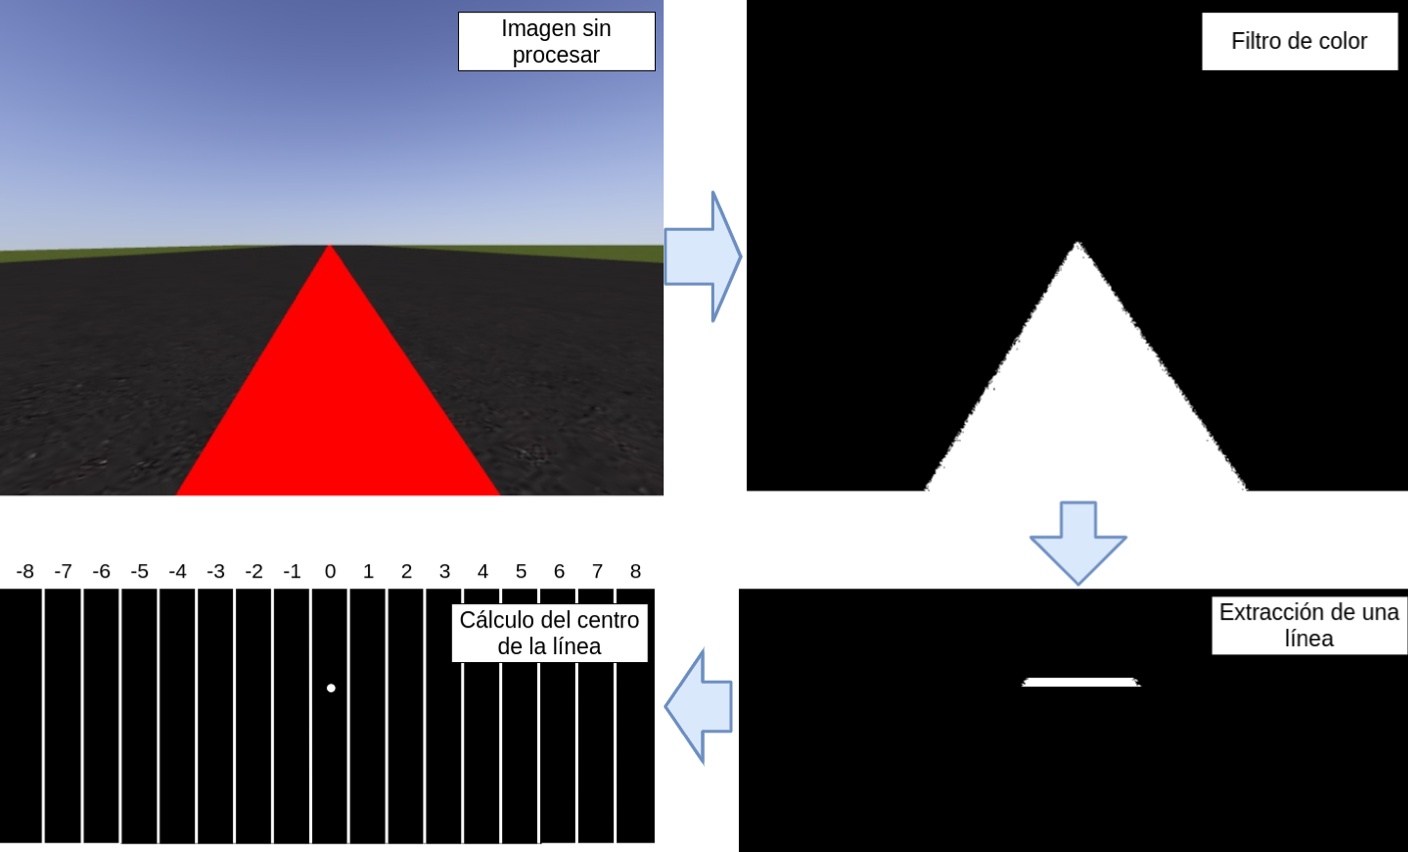 Imagen sin
procesar
Filtro de color
Extracción de una
línea
-8 -7 -6 -5 -4 -3 -2 -1 0 1 2 3 4 5 6 7 8
Cálculo del centro
de la línea